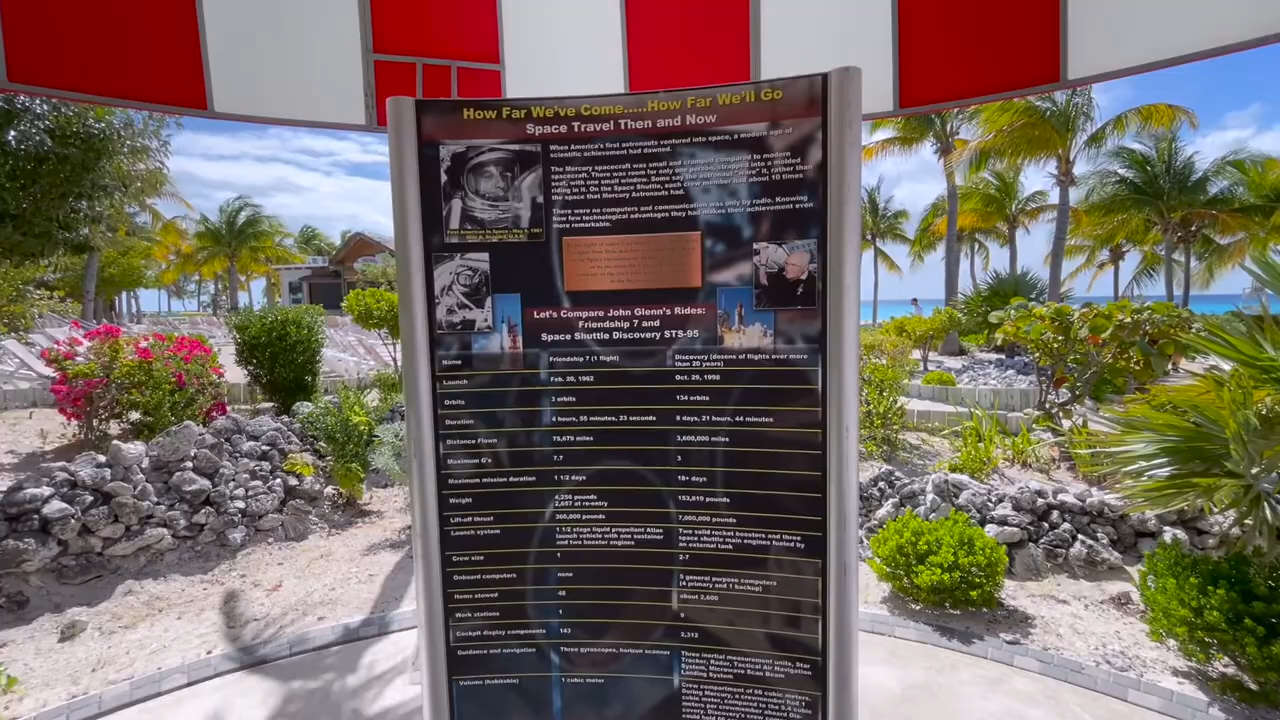 How Far We've Come.....How Far We'll Go
Space Travel Then and Now
When America's first astronauts ventured into space, a modern age of
scientific achievement had dawned.
The Mercury spacecraft was small and cramped compared to modern
spacecraft. There was room for only one person, strapped into a molded
seat, with one small window. Some say the astronaut "wore" it, rather than
riding in it. On the Space Shuttle, each crew member had about 10 times
the space that Mercury Astronauts had.
There were no computers and communication was only by radio. Knowing
how few technological advantages they had makes their achievement even
more remarkable.
First American In Space - May 5, 1961
Let's Compare John Glenn's Rides:
Friendship 7 and
Space Shuttle Discovery STS-95
Name Friendship 7 (1 flight) Discovery (dozens of flights over more
than 20 years)
Launch Feb. 20, 1962 Oct. 29, 1998
Orbits 3 orbits 134 orbits
Duration 4 hours, 55 minutes, 23 seconds 8 days, 21 hours, 44 minutes
Distance Flown 75,679 miles 3,600,000 miles
Maximum G's 7.7 3
Maximum mission duration 1 1/2 days 18+ days
Weight 4,256 pounds 153,819 pounds
2,657 at re-entry
Lift-off thrust 360,000 pounds 7,000,000 pounds
Launch system 1 1/2 stage liquid propellant Atlas Two solid rocket boosters and three
launch vehicle with one sustainer space shuttle main engines fueled by
and two booster engines an external tank
Crew size 1 2-7
Onboard computers none 5 general purpose computers
(4 primary and 1 backup)
Items stowed 48 about 2,600
Work stations 1 9
Cockpit display components 143 2,312
Guidance and navigation Three gyroscopes, horizon scanner Three inertial measurement units, Star
Tracker, Radar, Tactical Air Navigation
System, Microwave Scan Beam
Landing System
Volume (habitable) 1 cubic meter Crew compartment of 66 cubic meters.
During Mercury, a crewmember had 1
cubic meter, compared to the 9.4 cubic
meters per crewmember aboard Dis-
covery. Discovery's crew
could hold